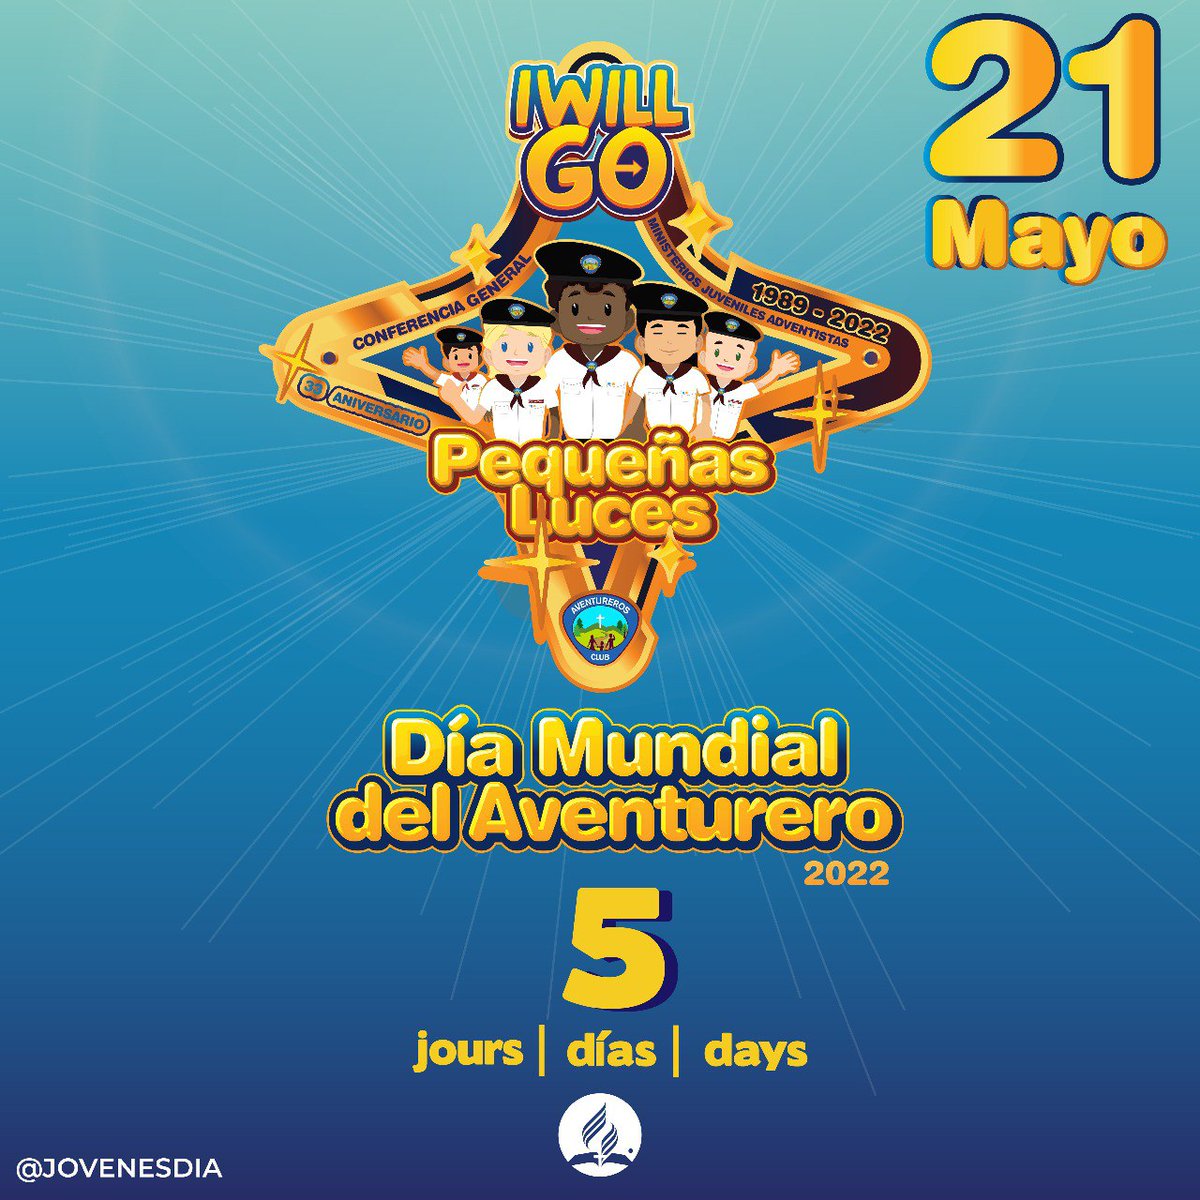 21
Mayo
I WILL
GO
CONFERENCIA GENERAL
MINISTERIOS JUVENILES ADVENTISTAS
1989 - 2022
33 ANIVERSARIO
Pequeñas
Luces
AVENTUREROS
CLUB
Día Mundial
del Aventurero
2022
5
jours | días | days
@JOVENESDIA